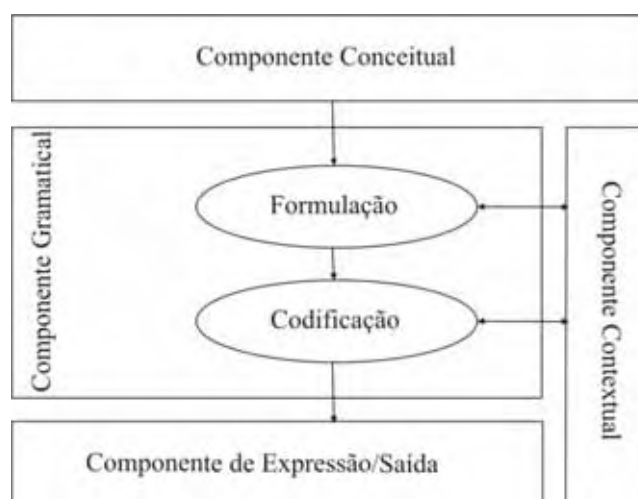 Componente Conceitual
Componente Gramatical
Formulação
Codificação
Componente Contextual
Componente de Expressão/Saída